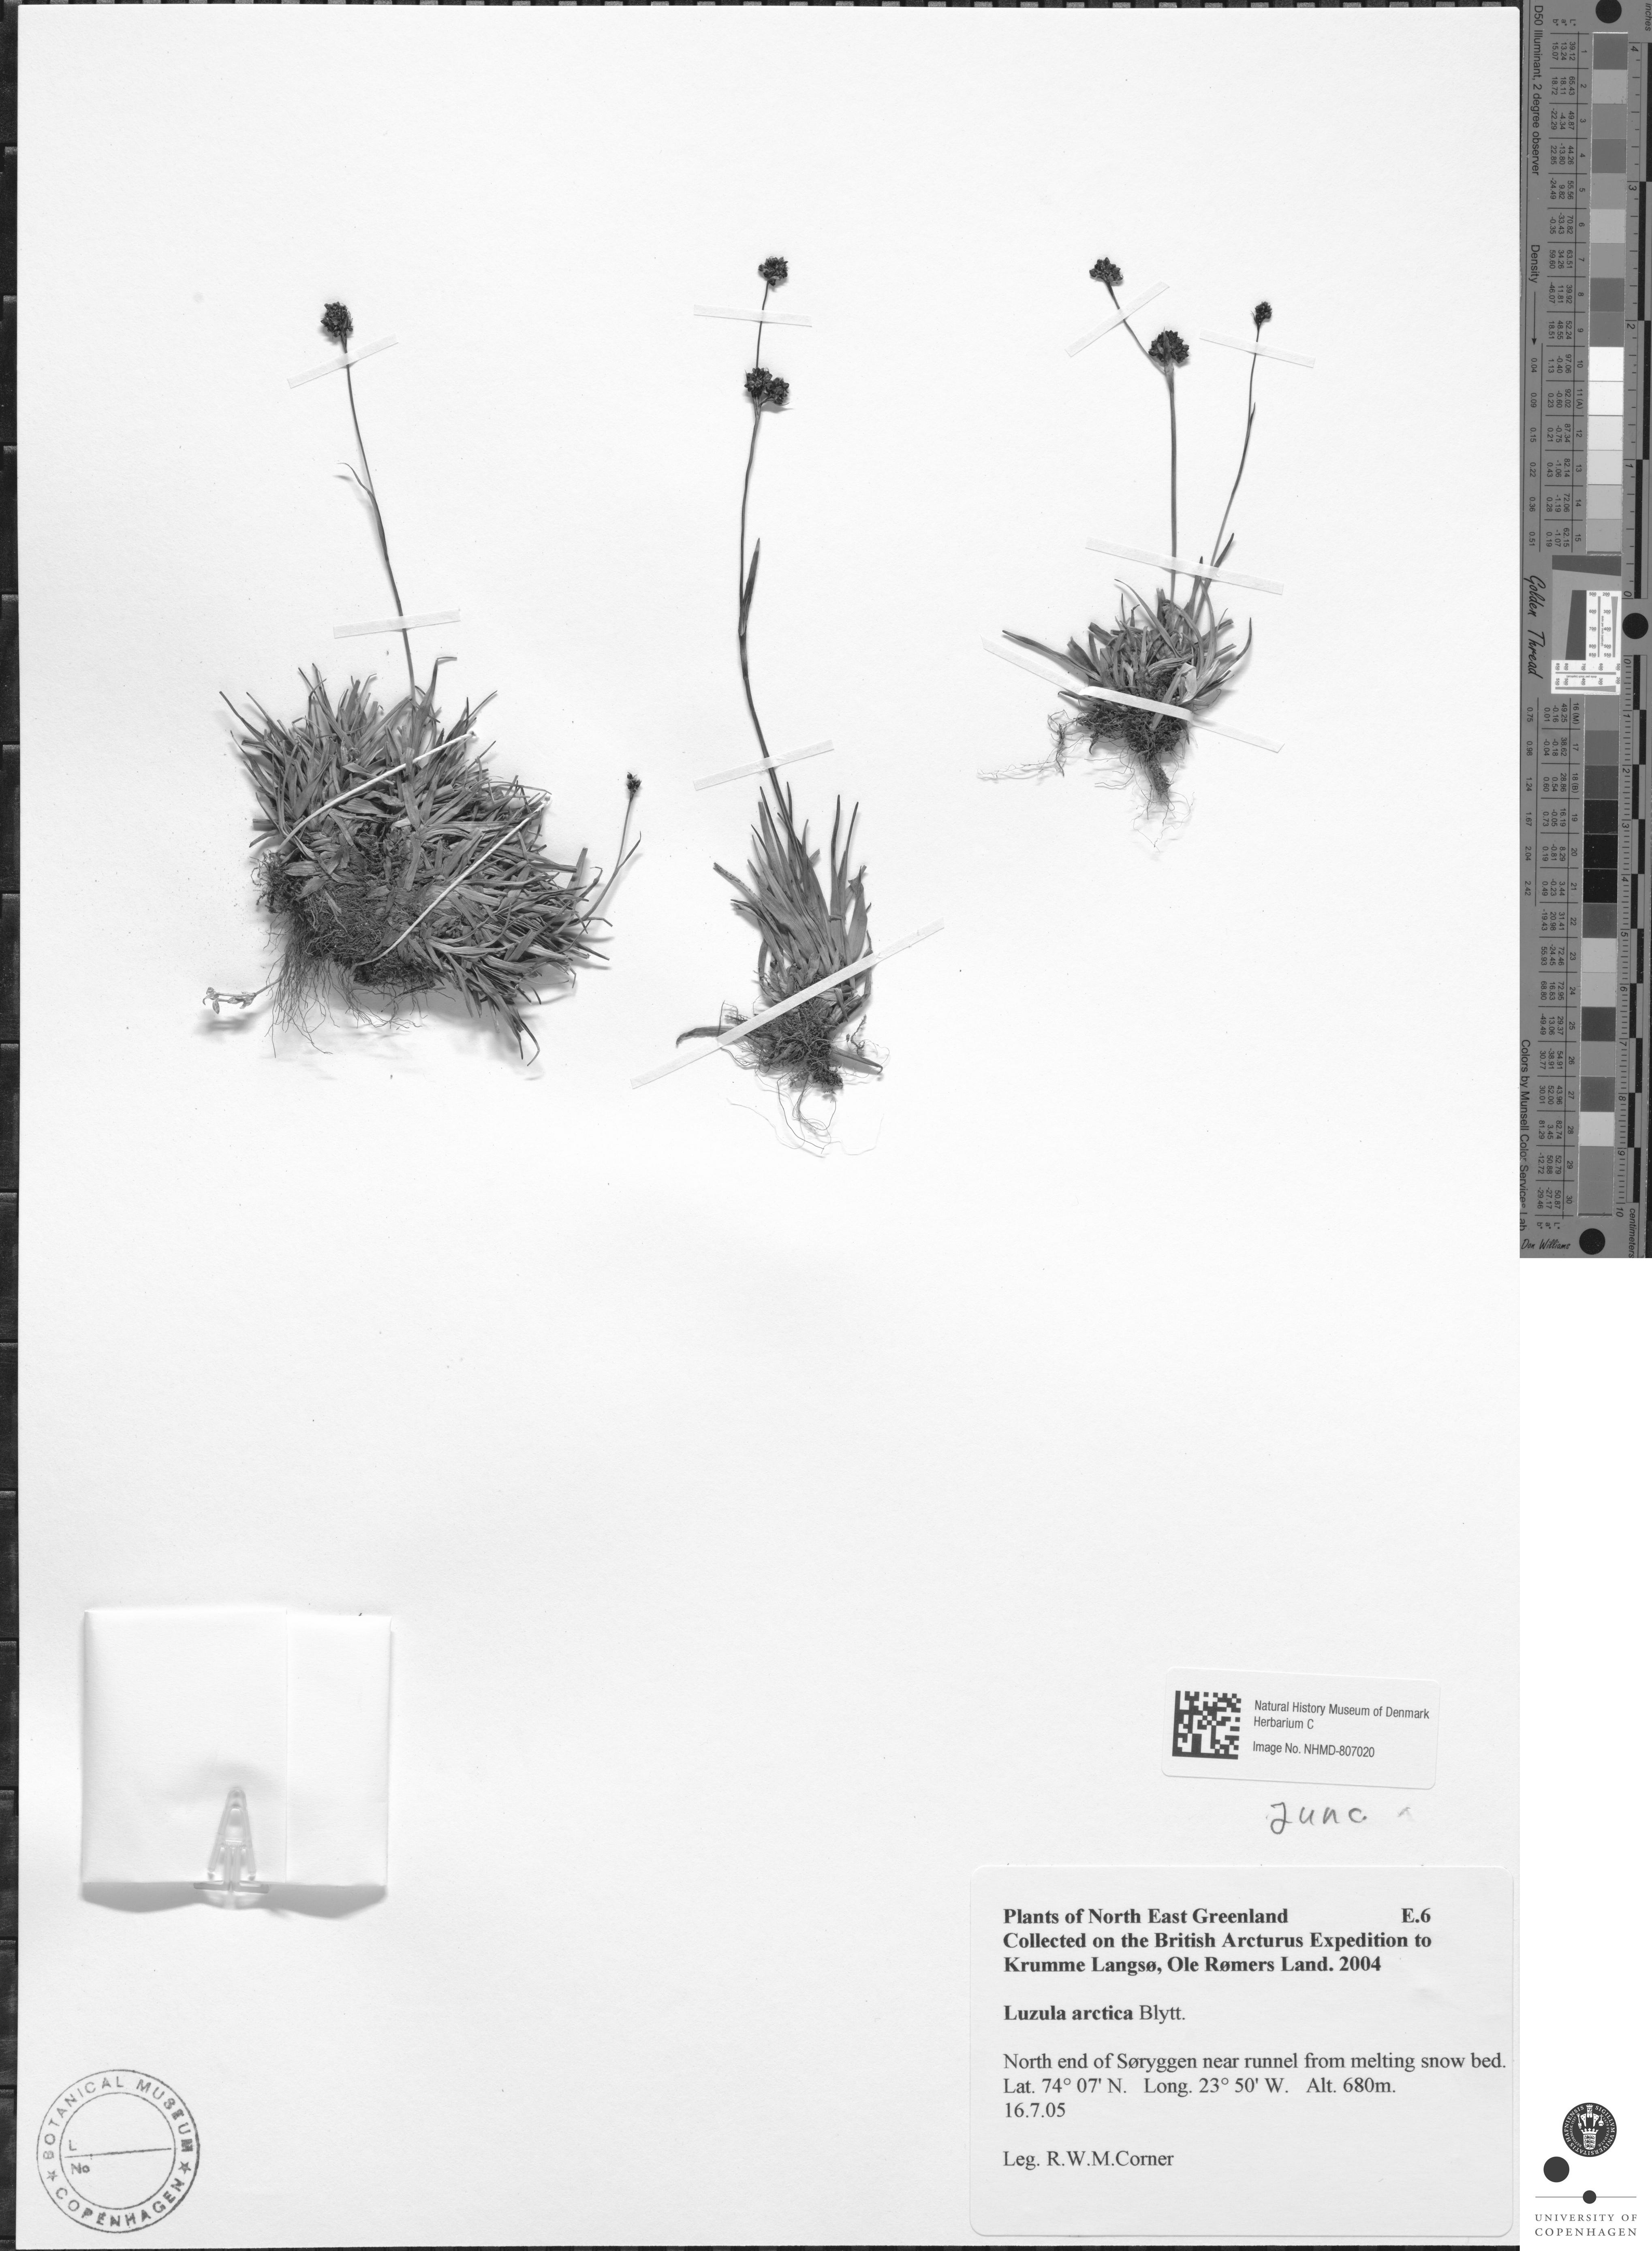 Natural History Museum of Denmark
Herbarium C
Image No. NHMD-807020
Junc
Plants of North East Greenland E.6
Collected on the British Arcturus Expedition to
Krumme Langsø, Ole Rømers Land. 2004
Luzula arctica Blytt.
North end of Søryggen near runnel from melting snow bed.
Lat. 74° 07' N. Long. 23° 50' W. Alt. 680m.
16.7.05
Leg. R.W.M.Corner
BOTANICAL MUSEUM
COPENHAGEN
L
No
D50 Illuminant, 2 degree observer
Density
Golden Thread
Colors by Munsell Color Services Lab
Don Williams
inches
centimeters
UNIVERSITY OF
COPENHAGEN